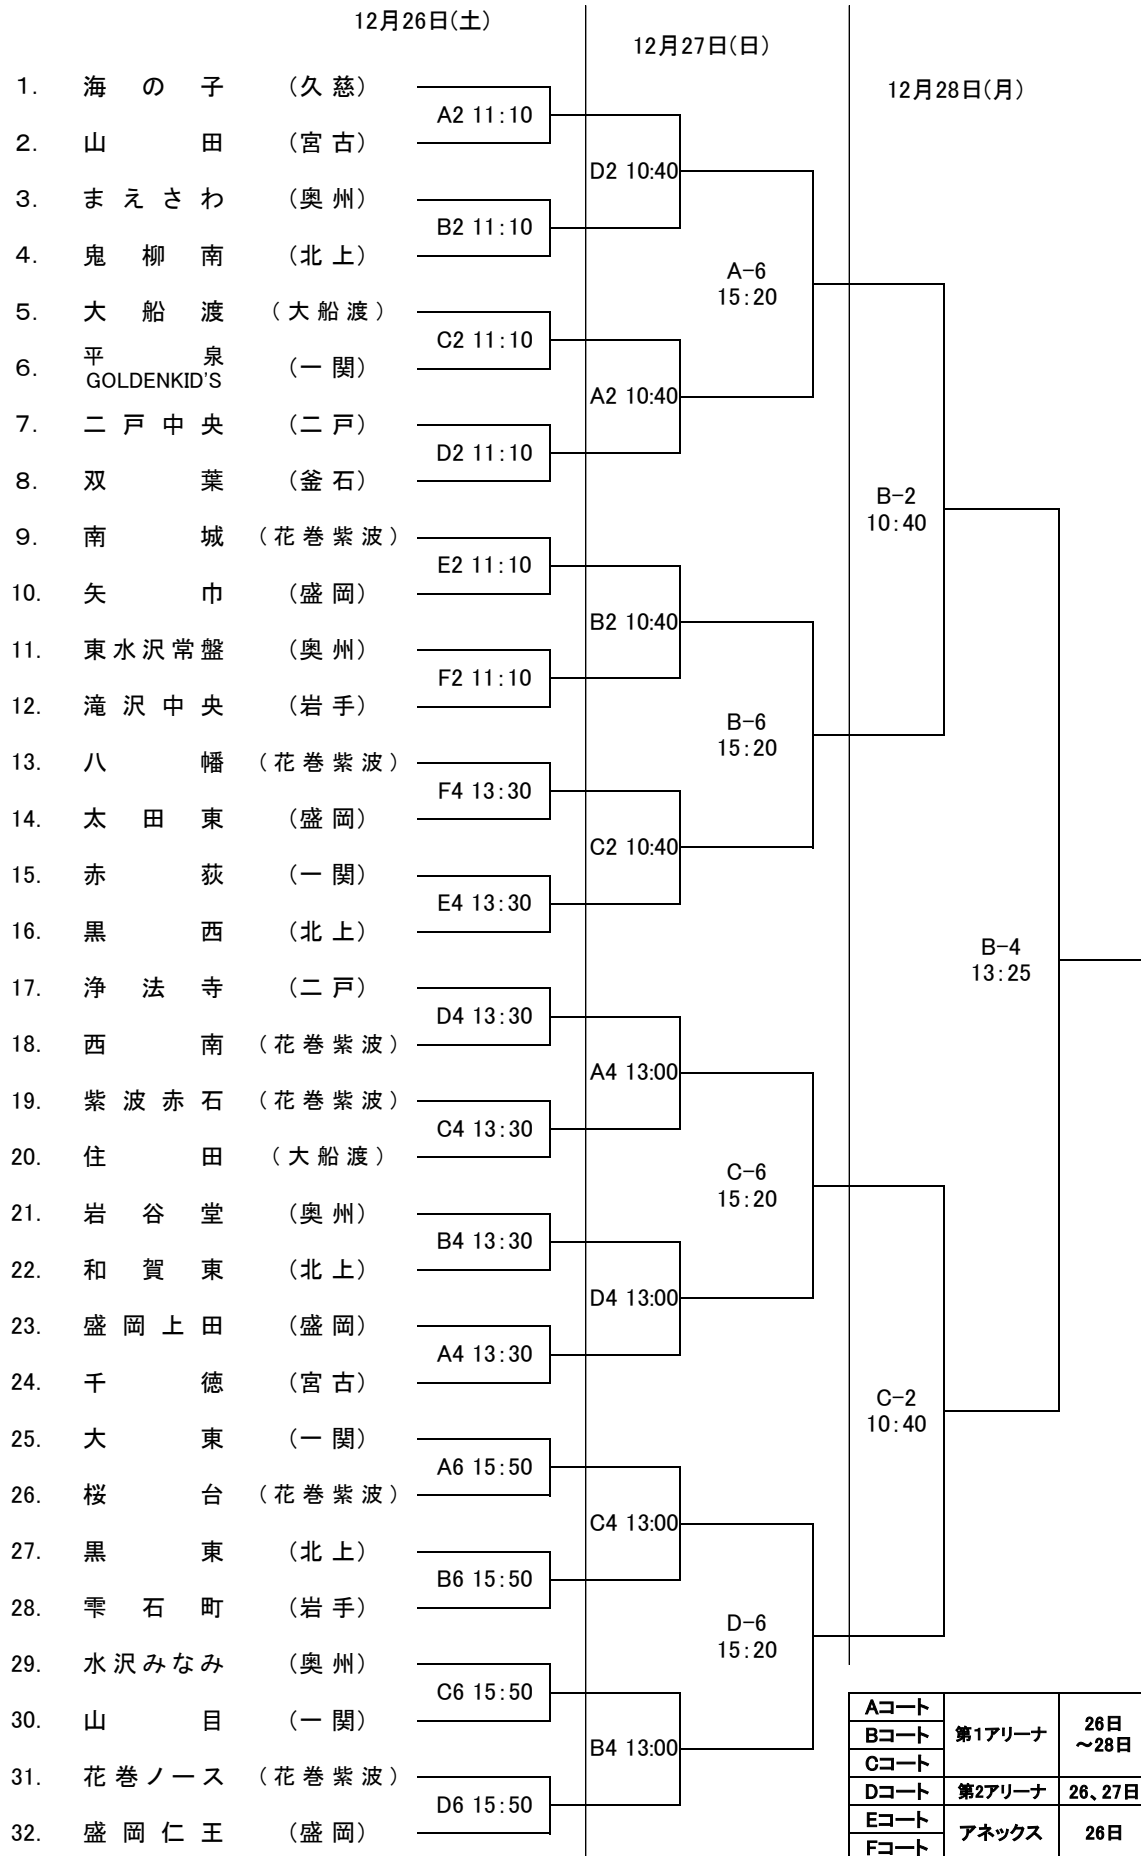 12月26日(土)
12月27日(日)
12月28日(月)
1. 海の子 (久慈)
A2 11:10
2. 山田 (宮古)
D2 10:40
3. まえさわ (奥州)
B2 11:10
4. 鬼柳南 (北上)
A-6
15:20
5. 大船渡 (大船渡)
C2 11:10
6. 平泉
GOLDENKID'S (一関)
A2 10:40
7. 二戸中央 (二戸)
D2 11:10
8. 双葉 (釜石)
B-2
10:40
9. 南城 (花巻紫波)
E2 11:10
10. 矢巾 (盛岡)
B2 10:40
11. 東水沢常盤 (奥州)
F2 11:10
12. 滝沢中央 (岩手)
B-6
15:20
13. 八幡 (花巻紫波)
F4 13:30
14. 太田東 (盛岡)
C2 10:40
15. 赤荻 (一関)
E4 13:30
16. 黒西 (北上)
B-4
13:25
17. 浄法寺 (二戸)
D4 13:30
18. 西南 (花巻紫波)
A4 13:00
19. 紫波赤石 (花巻紫波)
C4 13:30
20. 住田 (大船渡)
C-6
15:20
21. 岩谷堂 (奥州)
B4 13:30
22. 和賀東 (北上)
D4 13:00
23. 盛岡上田 (盛岡)
A4 13:30
24. 千徳 (宮古)
C-2
10:40
25. 大東 (一関)
A6 15:50
26. 桜台 (花巻紫波)
C4 13:00
27. 黒東 (北上)
B6 15:50
28. 雫石町 (岩手)
D-6
15:20
29. 水沢みなみ (奥州)
C6 15:50
30. 山目 (一関)
B4 13:00
31. 花巻ノース (花巻紫波)
D6 15:50
32. 盛岡仁王 (盛岡)
Aコート
Bコート 第1アリーナ 26日
～28日
Cコート
Dコート 第2アリーナ 26、27日
Eコート
アネックス 26日
Fコート